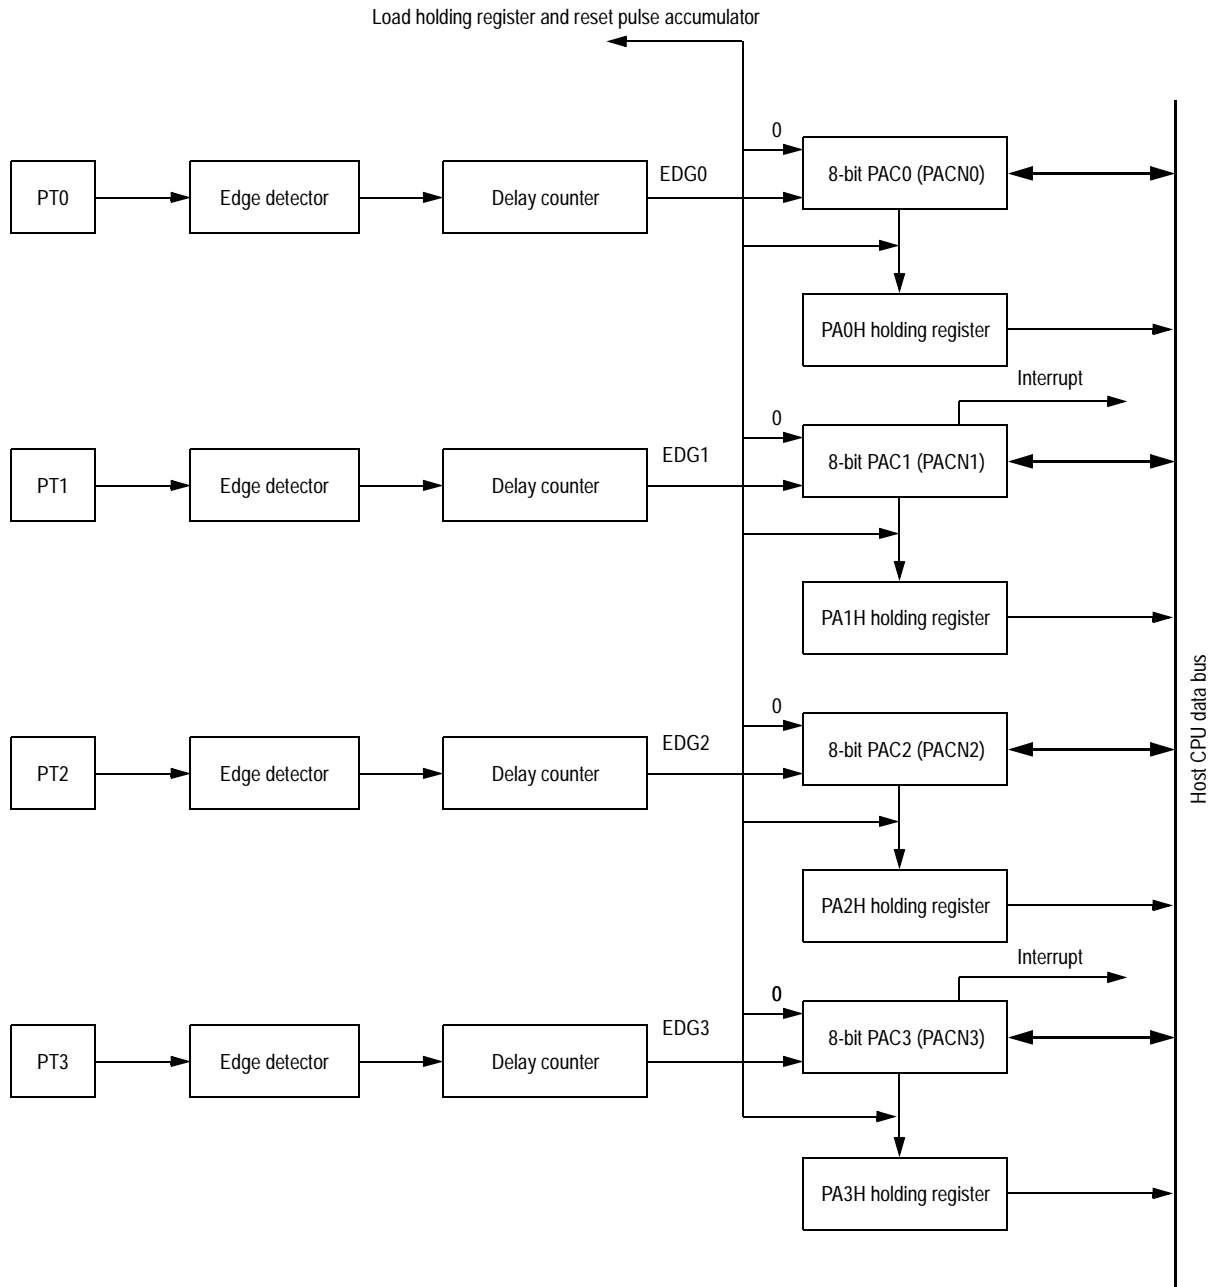 Load holding register and reset pulse accumulator
0
PT0
Edge detector
Delay counter
EDG0
8-bit PAC0 (PACN0)
PA0H holding register
Interrupt
0
PT1
Edge detector
Delay counter
EDG1
8-bit PAC1 (PACN1)
PA1H holding register
0
PT2
Edge detector
Delay counter
EDG2
8-bit PAC2 (PACN2)
PA2H holding register
Interrupt
0
PT3
Edge detector
Delay counter
EDG3
8-bit PAC3 (PACN3)
PA3H holding register
Host CPU data bus